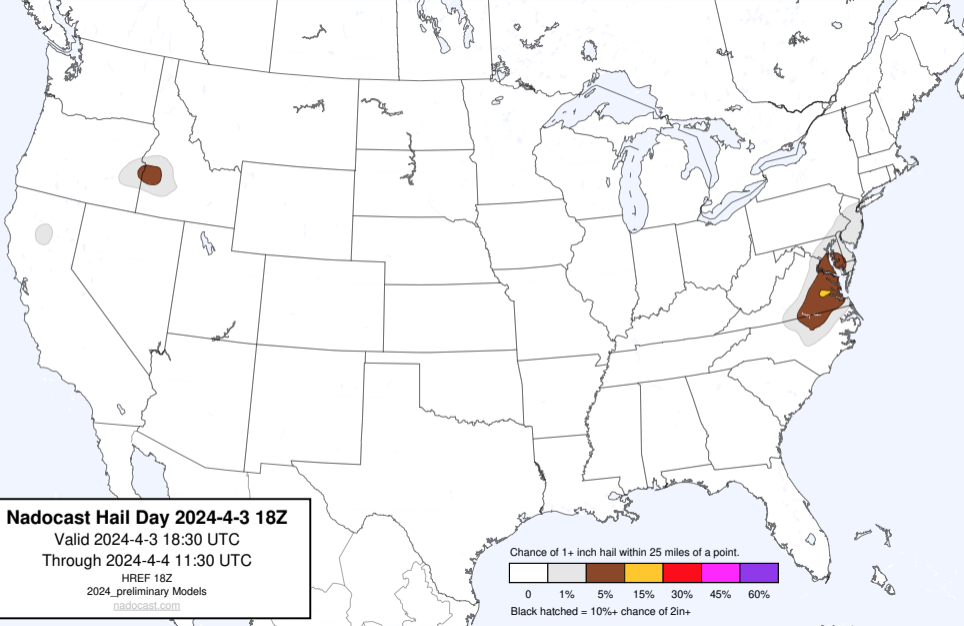 Nadocast Hail Day 2024-4-3 18Z
Valid 2024-4-3 18:30 UTC
Through 2024-4-4 11:30 UTC
HREF 18Z
2024_preliminary Models
nadocast.com
Chance of 1+ inch hail within 25 miles of a point.
0 1% 5% 15% 30% 45% 60%
Black hatched = 10%+ chance of 2in+